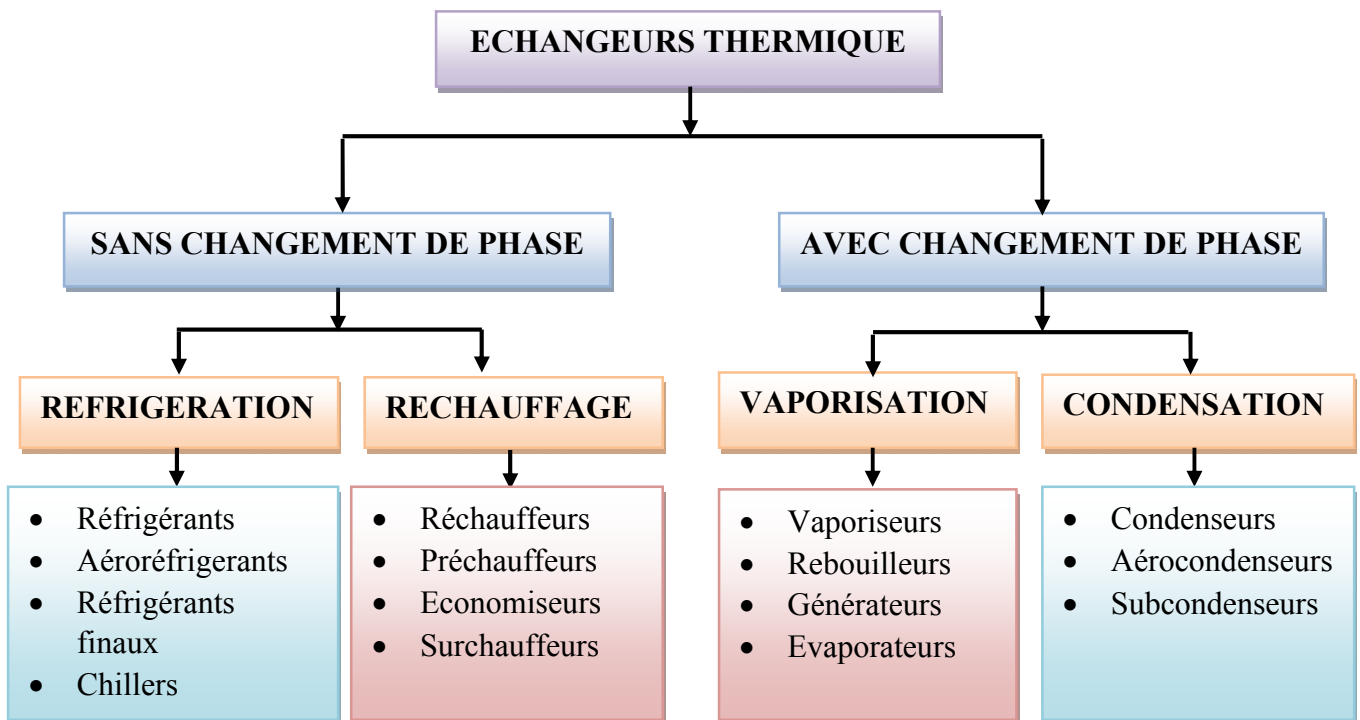 ECHANGEURS THERMIQUE
SANS CHANGEMENT DE PHASE
AVEC CHANGEMENT DE PHASE
REFRIGERATION
RECHAUFFAGE
VAPORISATION
CONDENSATION
• Réfrigérants
• Aéroréfrigerants
• Réfrigérants
finaux
• Chillers
• Réchauffeurs
• Préchauffeurs
• Economiseurs
• Surchauffeurs
• Vaporiseurs
• Rebouilleurs
• Générateurs
• Evaporateurs
• Condenseurs
• Aérocondenseurs
• Subcondenseurs